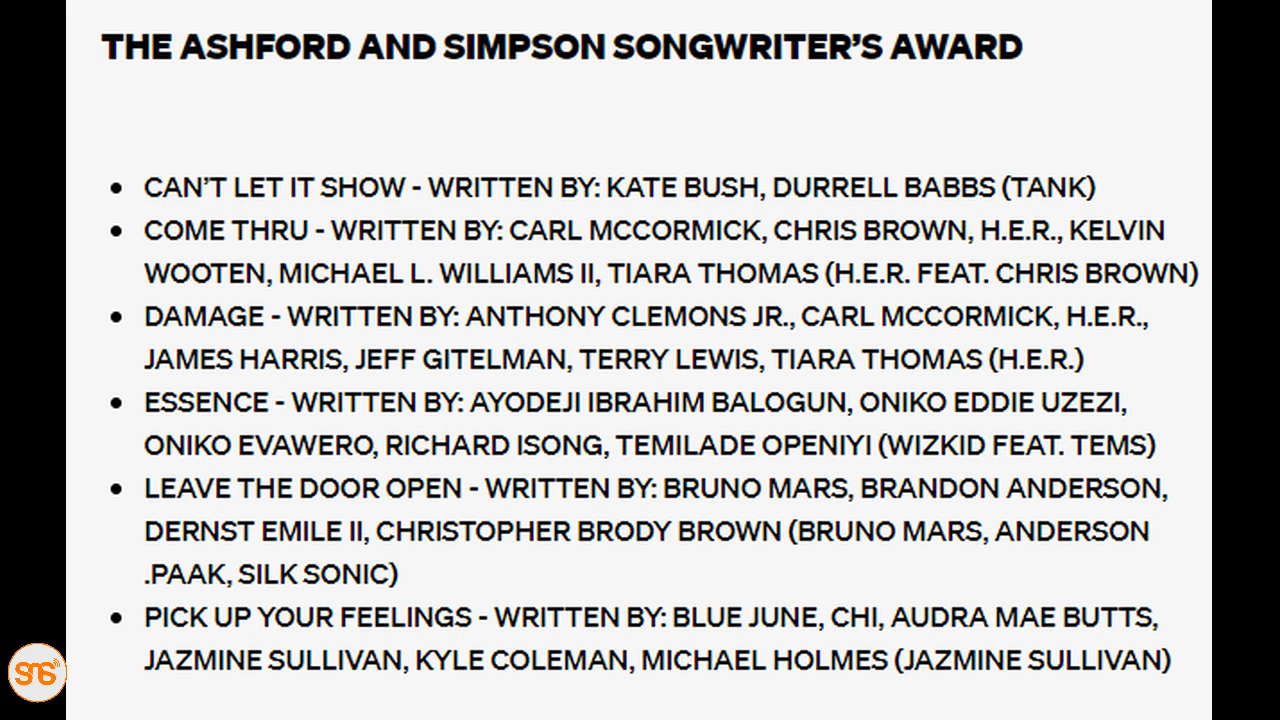 THE ASHFORD AND SIMPSON SONGWRITER’S AWARD
• CAN’T LET IT SHOW - WRITTEN BY: KATE BUSH, DURRELL BABBS (TANK)
• COME THRU - WRITTEN BY: CARL MCCORMICK, CHRIS BROWN, H.E.R., KELVIN
WOOTEN, MICHAEL L. WILLIAMS II, TIARA THOMAS (H.E.R. FEAT. CHRIS BROWN)
• DAMAGE - WRITTEN BY: ANTHONY CLEMONS JR., CARL MCCORMICK, H.E.R.,
JAMES HARRIS, JEFF GITELMAN, TERRY LEWIS, TIARA THOMAS (H.E.R.)
• ESSENCE - WRITTEN BY: AYODEJI IBRAHIM BALOGUN, ONIKO EDDIE UZEZI,
ONIKO EVAWERO, RICHARD ISONG, TEMILADE OPENIYI (WIZKID FEAT. TEMS)
• LEAVE THE DOOR OPEN - WRITTEN BY: BRUNO MARS, BRANDON ANDERSON,
DERNST EMILE II, CHRISTOPHER BRODY BROWN (BRUNO MARS, ANDERSON
.PAAK, SILK SONIC)
• PICK UP YOUR FEELINGS - WRITTEN BY: BLUE JUNE, CHI, AUDRA MAE BUTTS,
JAZMINE SULLIVAN, KYLE COLEMAN, MICHAEL HOLMES (JAZMINE SULLIVAN)